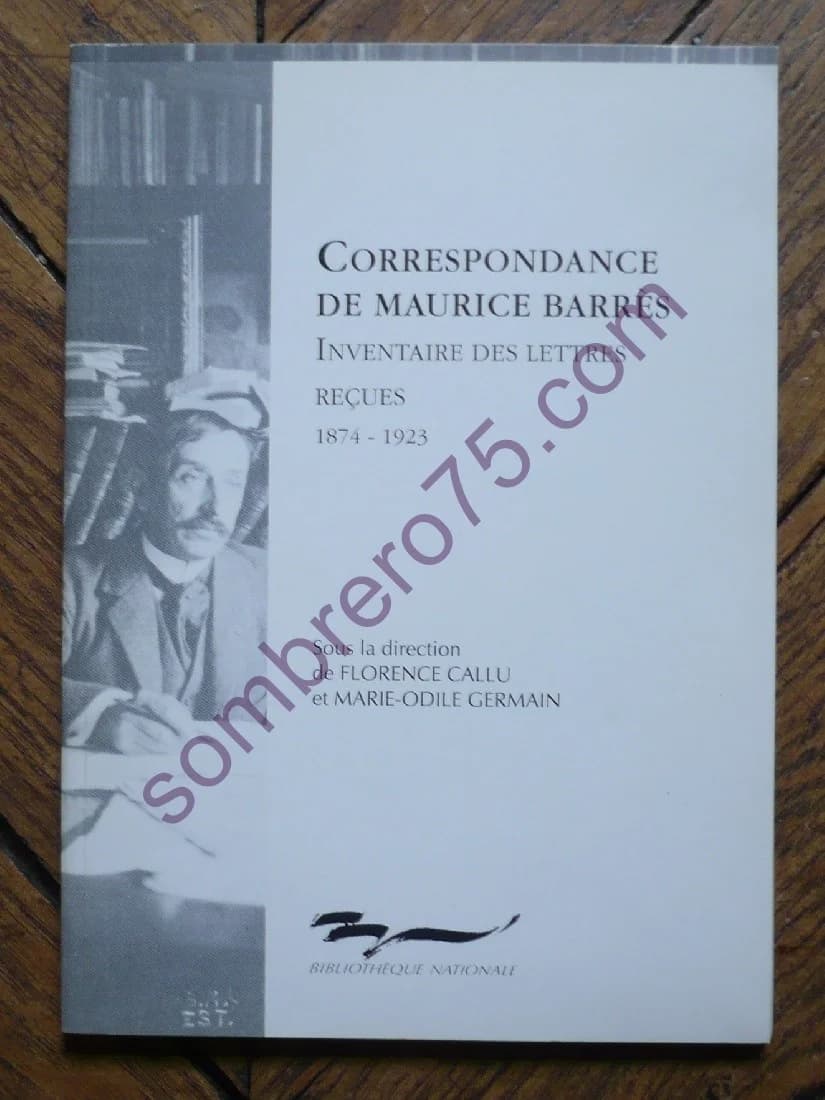 CORRESPONDANCE
DE MAURICE BARRÈS
INVENTAIRE DES LETTRES
REÇUES
1874 - 1923
sombrero75.com
Sous la direction
de FLORENCE CALLU
et MARIE-ODILE GERMAIN
BIBLIOTHÈQUE NATIONALE
EST.